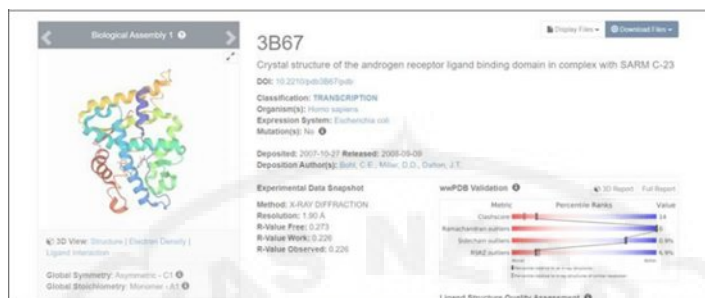 Biological Assembly 1
Display Files
Download Files
3B67
Crystal structure of the androgen receptor ligand binding domain in complex with SARM C-23
DOI: 10.2210/pdb3B67/pdb
Classification: TRANSCRIPTION
Organism(s): Homo sapiens
Expression System: Escherichia coli
Mutation(s): No
Deposited: 2007-10-27 Released: 2008-09-09
Deposition Author(s): Bohl, C.E., Miller, D.D., Dalton, J.T.
Experimental Data Snapshot
Method: X-RAY DIFFRACTION
Resolution: 1.90 Å
R-Value Free: 0.273
R-Value Work: 0.226
R-Value Observed: 0.226
wwPDB Validation
3D Report Full Report
Metric Percentile Ranks Value
Clashscore 14
Ramachandran outliers 0
Sidechain outliers 0.9%
RSRZ outliers 6.9%
Worse Better
3D View: Structure | Electron Density |
Ligand Interaction
Global Symmetry: Asymmetric - C1
Global Stoichiometry: Monomer - A1